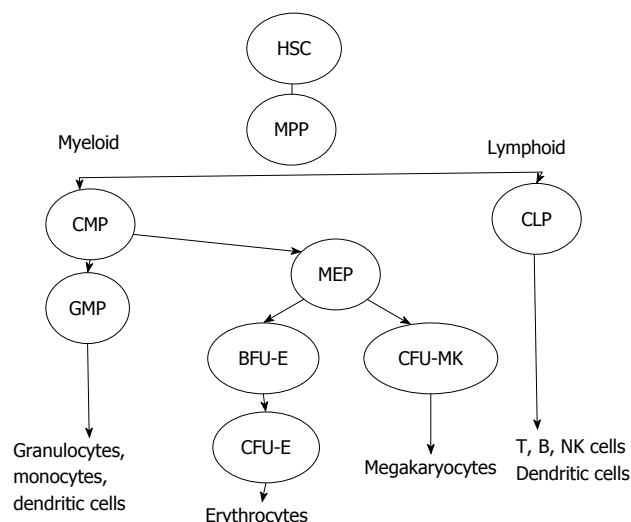 HSC
MPP
Myeloid
Lymphoid
CMP
CLP
MEP
GMP
BFU-E
CFU-MK
CFU-E
Granulocytes,
monocytes,
dendritic cells
Megakaryocytes
T, B, NK cells
Dendritic cells
Erythrocytes